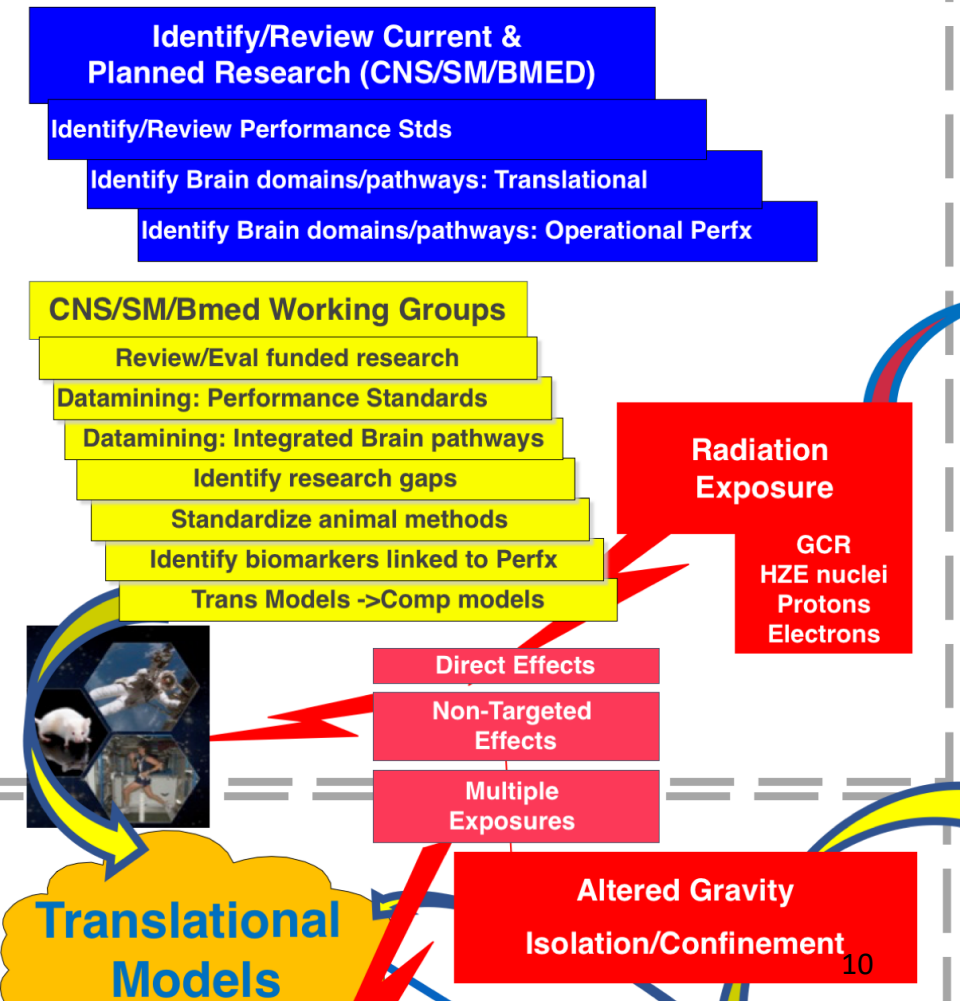 Identify/Review Current &
Planned Research (CNS/SM/BMED)
Identify/Review Performance Stds
Identify Brain domains/pathways: Translational
Identify Brain domains/pathways: Operational Perfx
CNS/SM/Bmed Working Groups
Review/Eval funded research
Datamining: Performance Standards
Datamining: Integrated Brain pathways
Identify research gaps
Standardize animal methods
Identify biomarkers linked to Perfx
Trans Models ->Comp models
Radiation
Exposure
GCR
HZE nuclei
Protons
Electrons
Direct Effects
Non-Targeted
Effects
Multiple
Exposures
Altered Gravity
Isolation/Confinement
10
Translational
Models